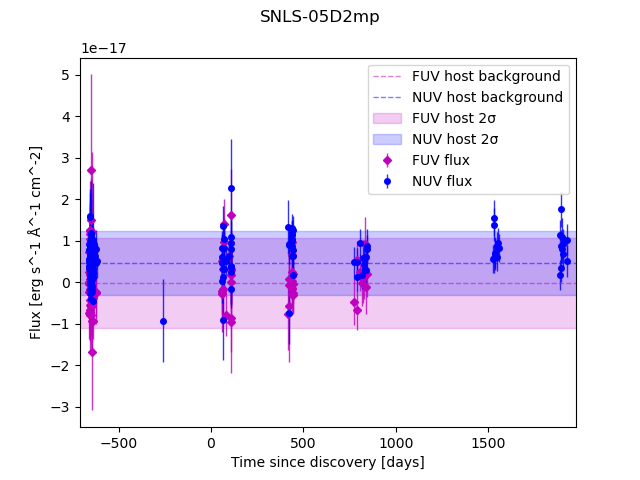 SNLS-05D2mp
1e−17
FUV host background
NUV host background
FUV host 2σ
NUV host 2σ
FUV flux
NUV flux
5
4
3
2
1
0
−1
−2
−3
Flux [erg s^-1 Å^-1 cm^-2]
−500 0 500 1000 1500
Time since discovery [days]